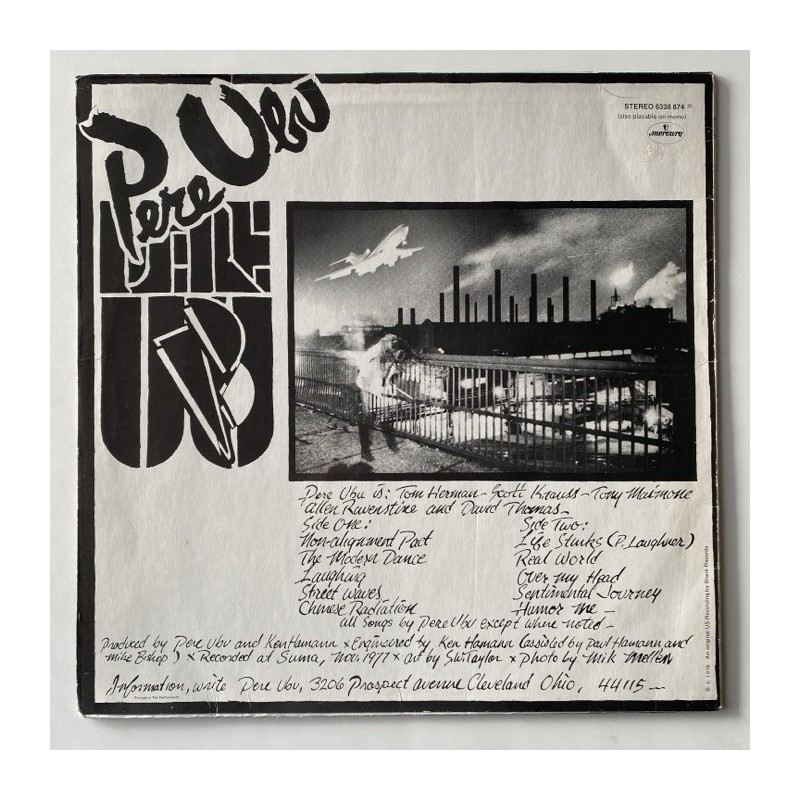 Pere Ubu
STEREO 6338 874
(also playable on mono)
mercury
Pere Ubu is: Tom Herman - Scott Krauss - Tony Maimone
Allen Ravenstine and David Thomas -
Side One:
Non-alignment Pact
The Modern Dance
Laughing
Street waves
Chinese Radiation
Side Two:
Life Stinks (P. Laughner)
Real World
Over my Head
Sentimental Journey
Humor me -
all songs by Pere Ubu except where noted -
Produced by Pere Ubu and Ken Hamann x Engineered by Ken Hamann (assisted by Paul Hamann and
Mike Bishop) x Recorded at Suma, Nov. 1977 x Art by S.W. Taylor x photo by Mik Mellen
Information, write Pere Ubu, 3206 Prospect avenue Cleveland Ohio, 44115 -
Printed in The Netherlands
℗ © 1978 An original US Recording by Blank Records